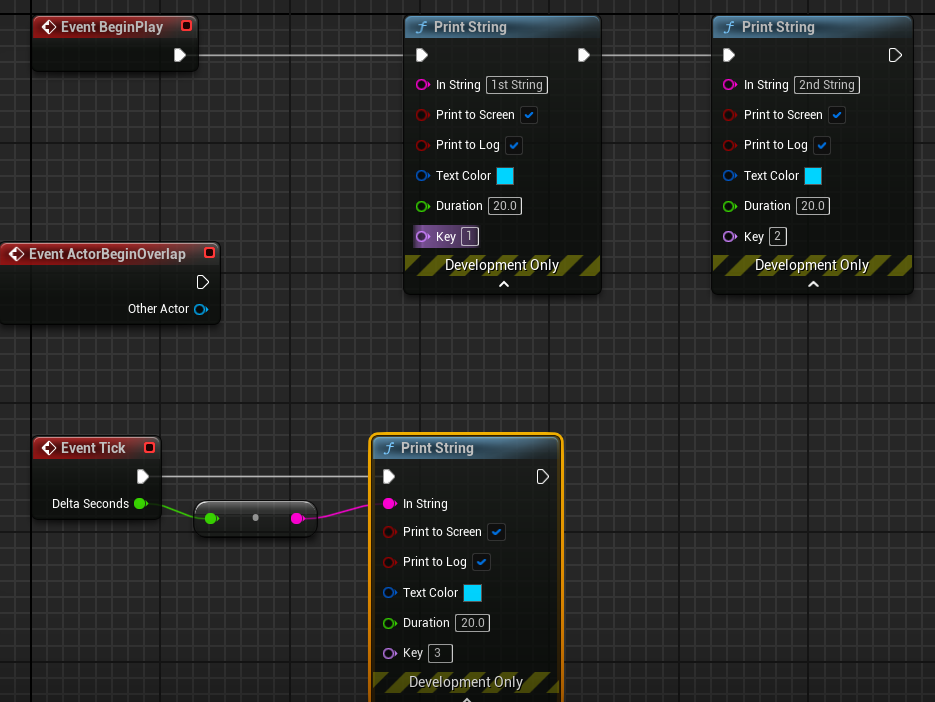 Event BeginPlay
Print String
In String 1st String
Print to Screen
Print to Log
Text Color
Duration 20.0
Key 1
Development Only
Print String
In String 2nd String
Print to Screen
Print to Log
Text Color
Duration 20.0
Key 2
Development Only
Event ActorBeginOverlap
Other Actor
Event Tick
Delta Seconds
Print String
In String
Print to Screen
Print to Log
Text Color
Duration 20.0
Key 3
Development Only